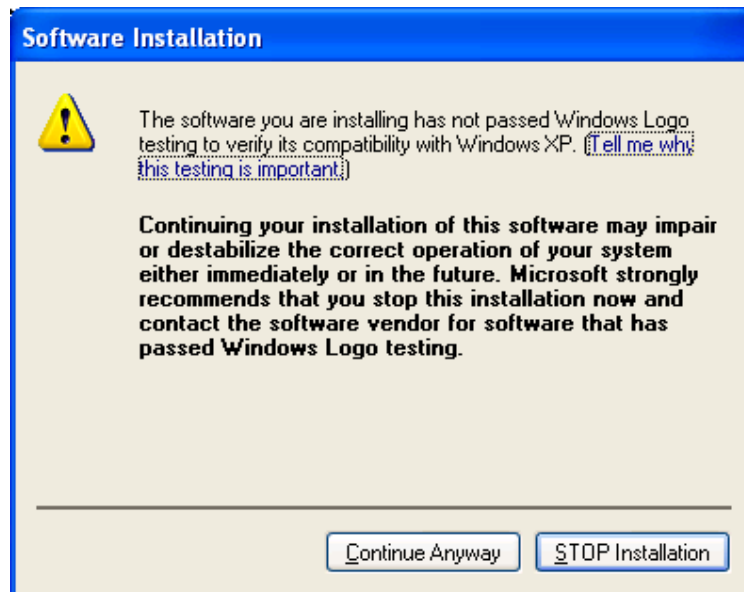 Software Installation
The software you are installing has not passed Windows Logo
testing to verify its compatibility with Windows XP. (Tell me why
this testing is important.)
Continuing your installation of this software may impair
or destabilize the correct operation of your system
either immediately or in the future. Microsoft strongly
recommends that you stop this installation now and
contact the software vendor for software that has
passed Windows Logo testing.
Continue Anyway
STOP Installation